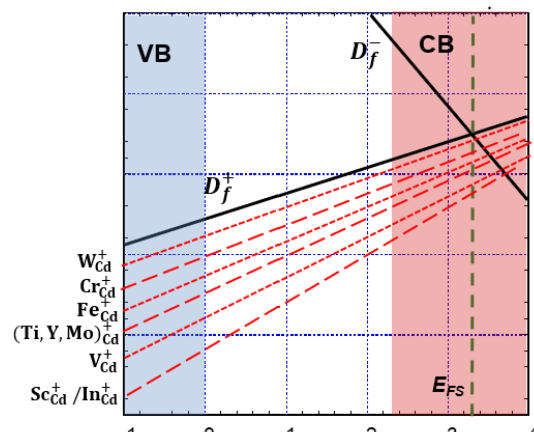 VB
D_f^-
CB
D_f^+
W_Cd^+
Cr_Cd^+
Fe_Cd^+
(Ti, Y, Mo)_Cd^+
V_Cd^+
Sc_Cd^+ /In_Cd^+
E_FS